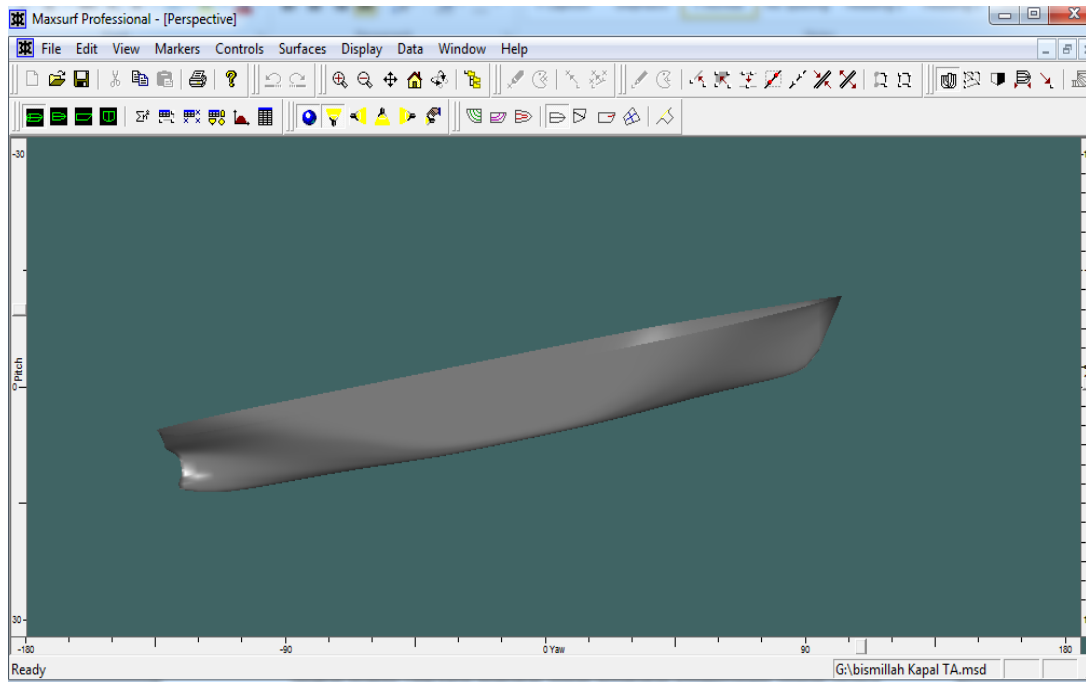 Maxsurf Professional - [Perspective]
File Edit View Markers Controls Surfaces Display Data Window Help
-30
Pitch
0
30
-180 -90 0 Yaw 90 180
Ready G:\bismillah Kapal TA.msd